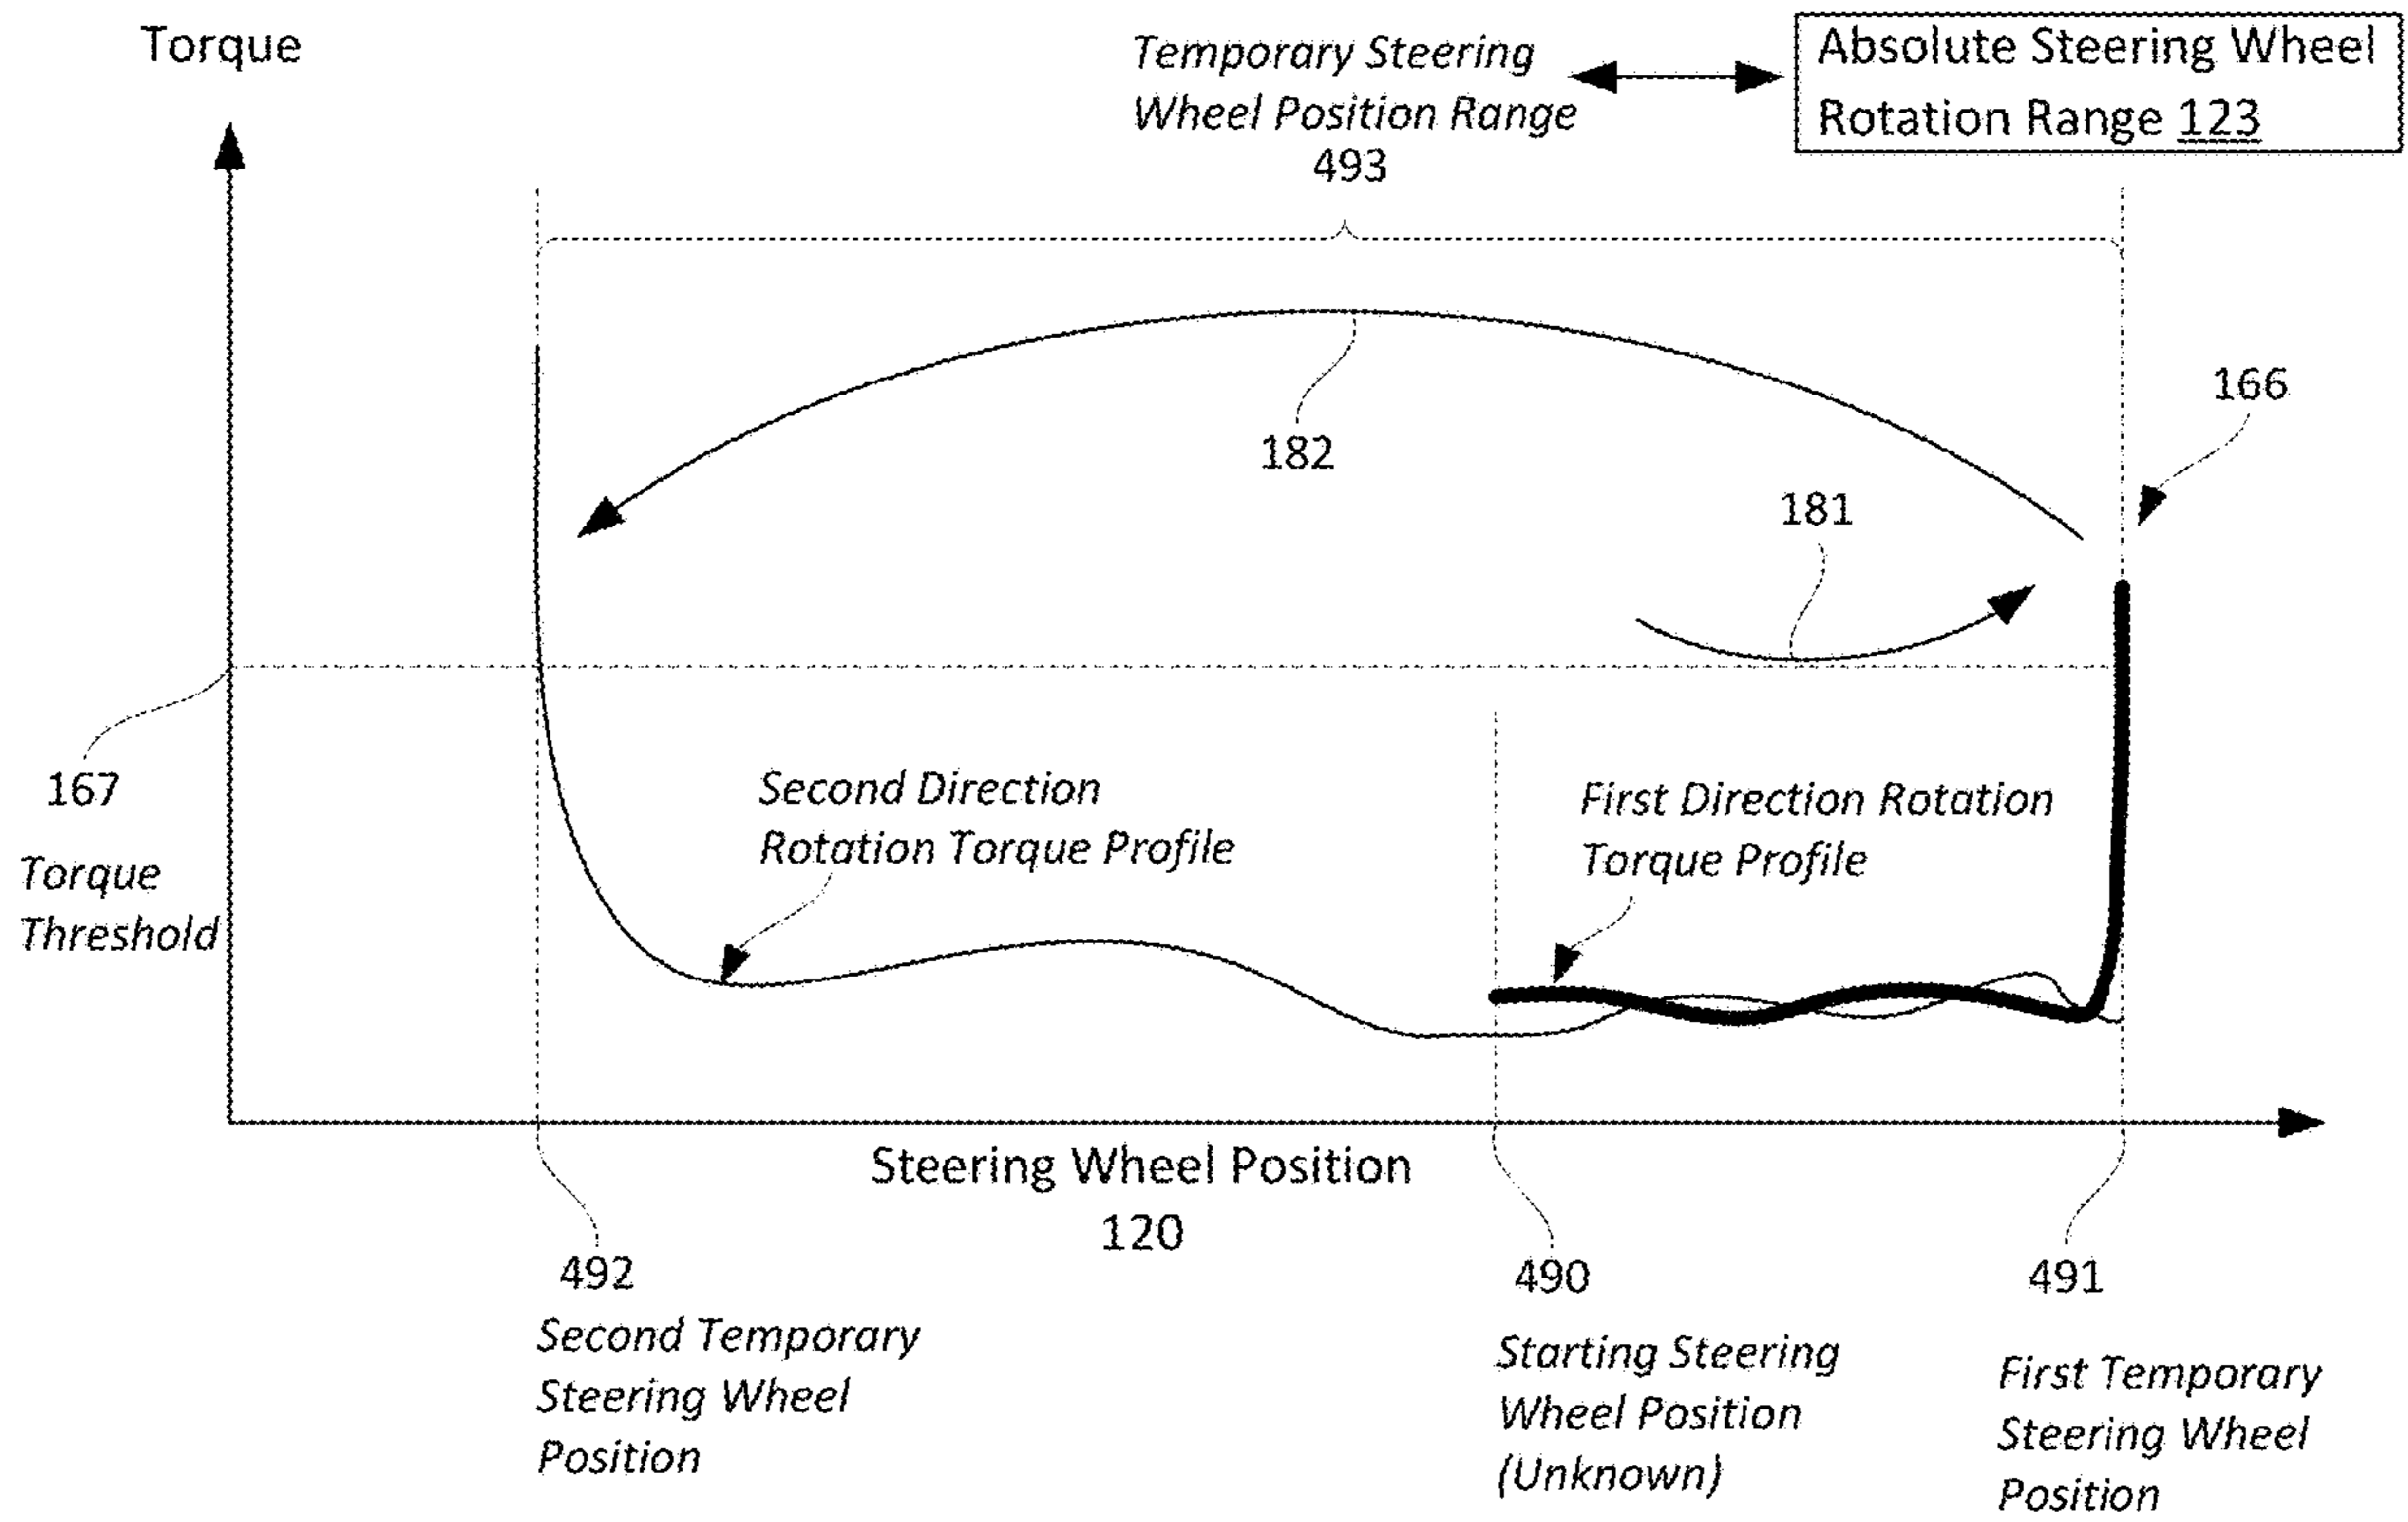 Torque
Temporary Steering
Wheel Position Range
493
Absolute Steering Wheel
Rotation Range 123
166
182
181
167
Torque
Threshold
Second Direction
Rotation Torque Profile
First Direction Rotation
Torque Profile
Steering Wheel Position
120
492
Second Temporary
Steering Wheel
Position
490
Starting Steering
Wheel Position
(Unknown)
491
First Temporary
Steering Wheel
Position